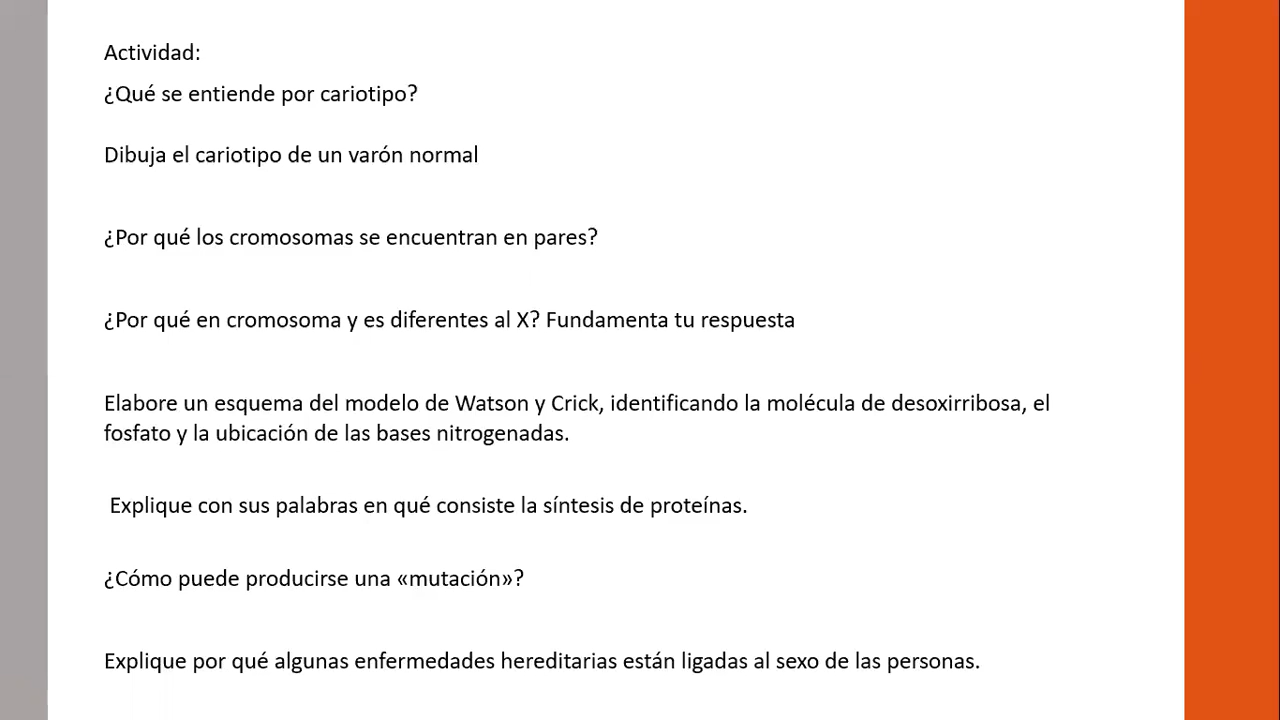 Actividad:
¿Qué se entiende por cariotipo?
Dibuja el cariotipo de un varón normal
¿Por qué los cromosomas se encuentran en pares?
¿Por qué en cromosoma y es diferentes al X? Fundamenta tu respuesta
Elabore un esquema del modelo de Watson y Crick, identificando la molécula de desoxirribosa, el
fosfato y la ubicación de las bases nitrogenadas.
Explique con sus palabras en qué consiste la síntesis de proteínas.
¿Cómo puede producirse una «mutación»?
Explique por qué algunas enfermedades hereditarias están ligadas al sexo de las personas.